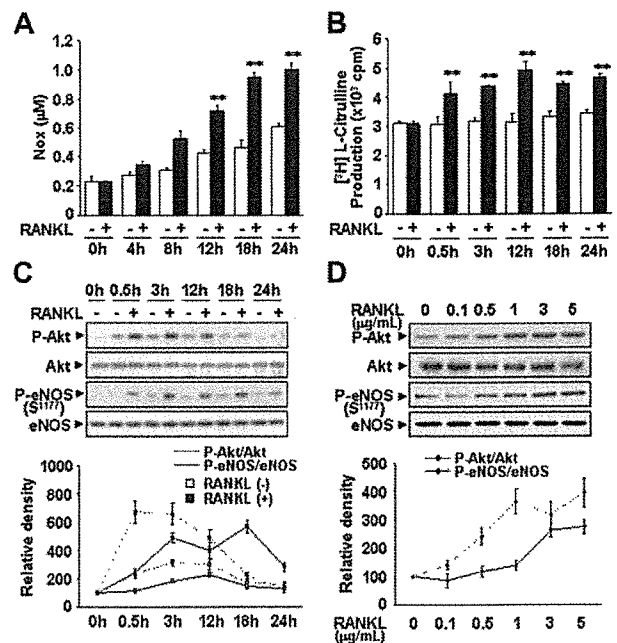 A
Nox (μM)
1.2
1.0
0.8
0.6
0.4
0.2
0
**
**
**
RANKL - + - + - + - + - + - +
0h 4h 8h 12h 18h 24h
B
[³H] L-Citrulline
Production (x10³ cpm)
6
5
4
3
2
1
0
**
**
**
**
**
RANKL - + - + - + - + - + - +
0h 0.5h 3h 12h 18h 24h
C
0h 0.5h 3h 12h 18h 24h
RANKL - - + - + - + - + - +
P-Akt
Akt
P-eNOS
(S¹¹⁷⁷)
eNOS
P-Akt/Akt
P-eNOS/eNOS
RANKL (-)
RANKL (+)
Relative density
1000
800
600
400
200
0
0h 0.5h 3h 12h 18h 24h
D
RANKL 0 0.1 0.5 1 3 5
(μg/mL)
P-Akt
Akt
P-eNOS
(S¹¹⁷⁷)
eNOS
P-Akt/Akt
P-eNOS/eNOS
Relative density
500
400
300
200
100
0
RANKL 0 0.1 0.5 1 3 5
(μg/mL)